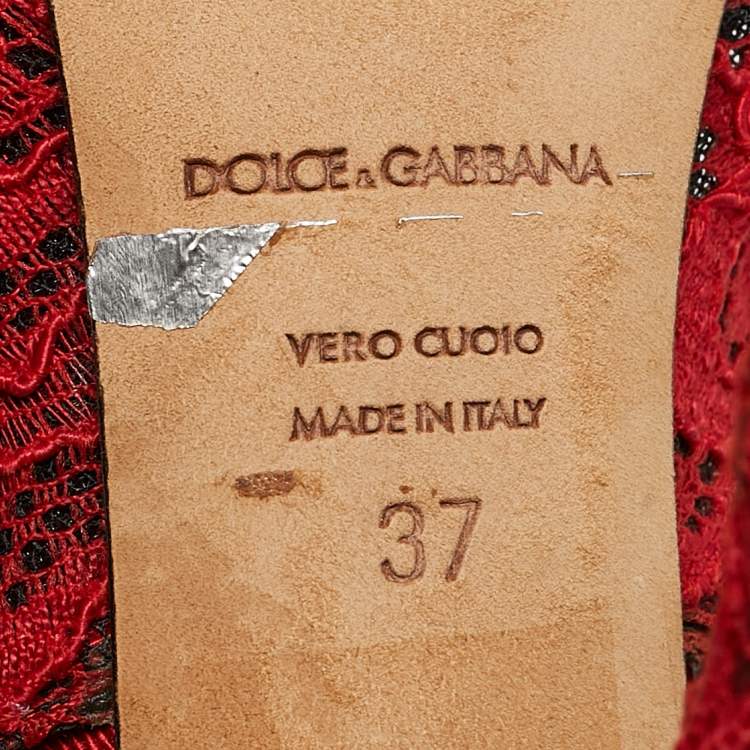 DOLCE & GABBANA
VERO CUOIO
MADE IN ITALY
37